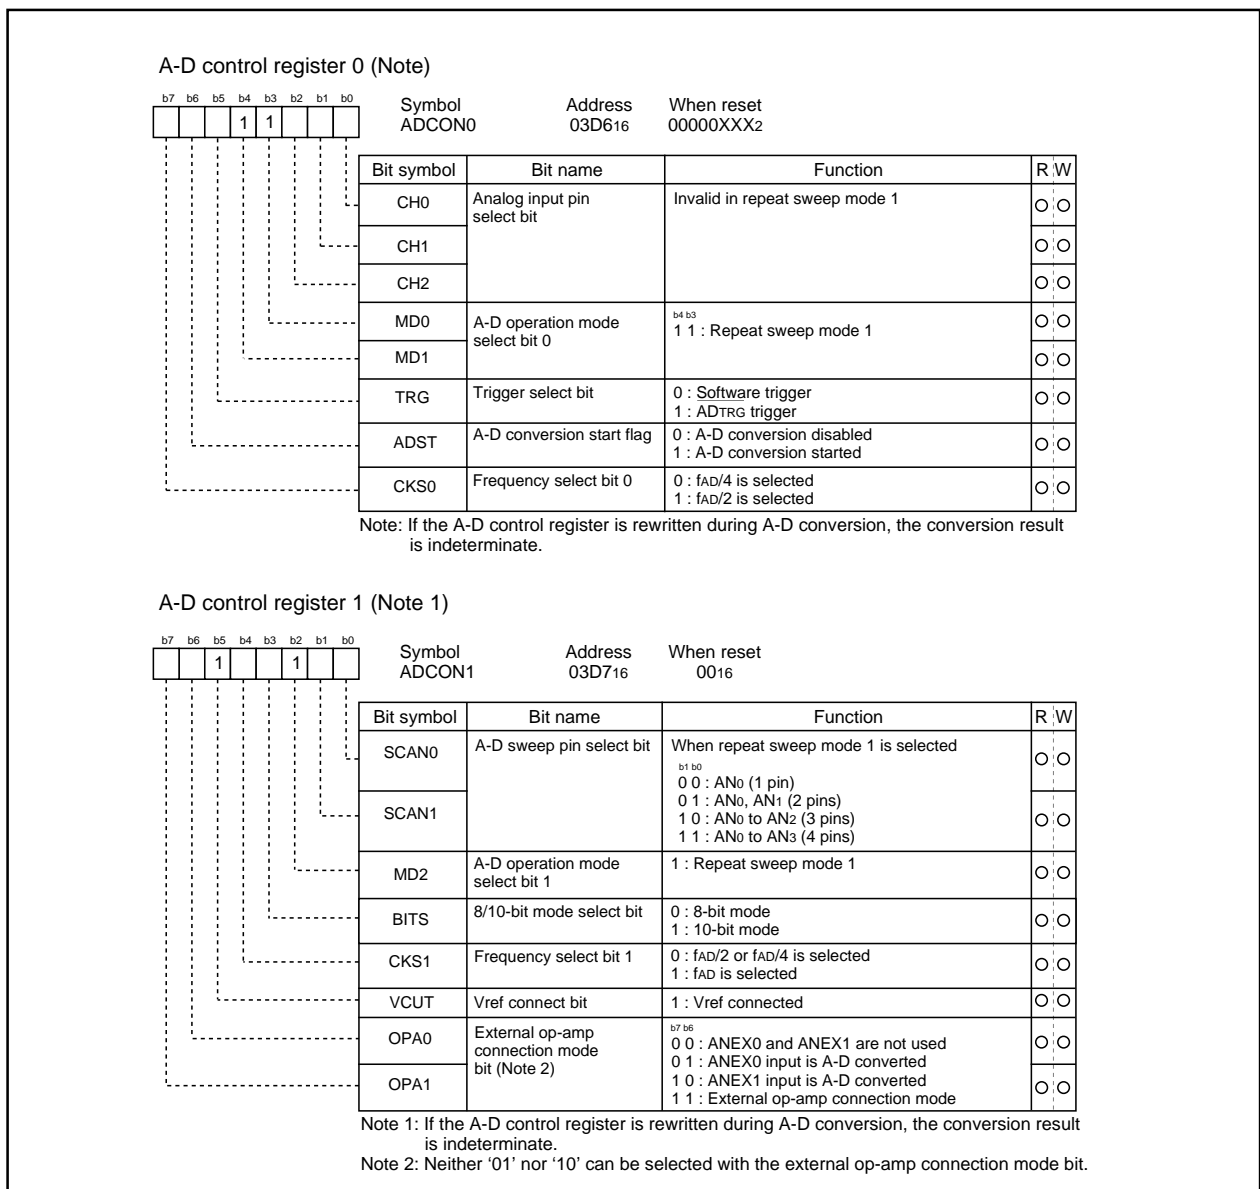 A-D control register 0 (Note)
b7 b6 b5 b4 b3 b2 b1 b0
1 1
Symbol Address When reset
ADCON0 03D616 00000XXX2
Bit symbol Bit name Function R W
CH0 Analog input pin select bit Invalid in repeat sweep mode 1
CH1
CH2
MD0 A-D operation mode select bit 0 b4 b3
1 1 : Repeat sweep mode 1
MD1
TRG Trigger select bit 0 : Software trigger
1 : ADTRG trigger
ADST A-D conversion start flag 0 : A-D conversion disabled
1 : A-D conversion started
CKS0 Frequency select bit 0 0 : fAD/4 is selected
1 : fAD/2 is selected
Note: If the A-D control register is rewritten during A-D conversion, the conversion result
is indeterminate.
A-D control register 1 (Note 1)
b7 b6 b5 b4 b3 b2 b1 b0
1 1
Symbol Address When reset
ADCON1 03D716 0016
Bit symbol Bit name Function R W
SCAN0 A-D sweep pin select bit When repeat sweep mode 1 is selected
b1 b0
0 0 : AN0 (1 pin)
0 1 : AN0, AN1 (2 pins)
SCAN1 1 0 : AN0 to AN2 (3 pins)
1 1 : AN0 to AN3 (4 pins)
MD2 A-D operation mode select bit 1 1 : Repeat sweep mode 1
BITS 8/10-bit mode select bit 0 : 8-bit mode
1 : 10-bit mode
CKS1 Frequency select bit 1 0 : fAD/2 or fAD/4 is selected
1 : fAD is selected
VCUT Vref connect bit 1 : Vref connected
OPA0 External op-amp connection mode bit (Note 2) b7 b6
0 0 : ANEX0 and ANEX1 are not used
0 1 : ANEX0 input is A-D converted
OPA1 1 0 : ANEX1 input is A-D converted
1 1 : External op-amp connection mode
Note 1: If the A-D control register is rewritten during A-D conversion, the conversion result
is indeterminate.
Note 2: Neither ‘01’ nor ‘10’ can be selected with the external op-amp connection mode bit.